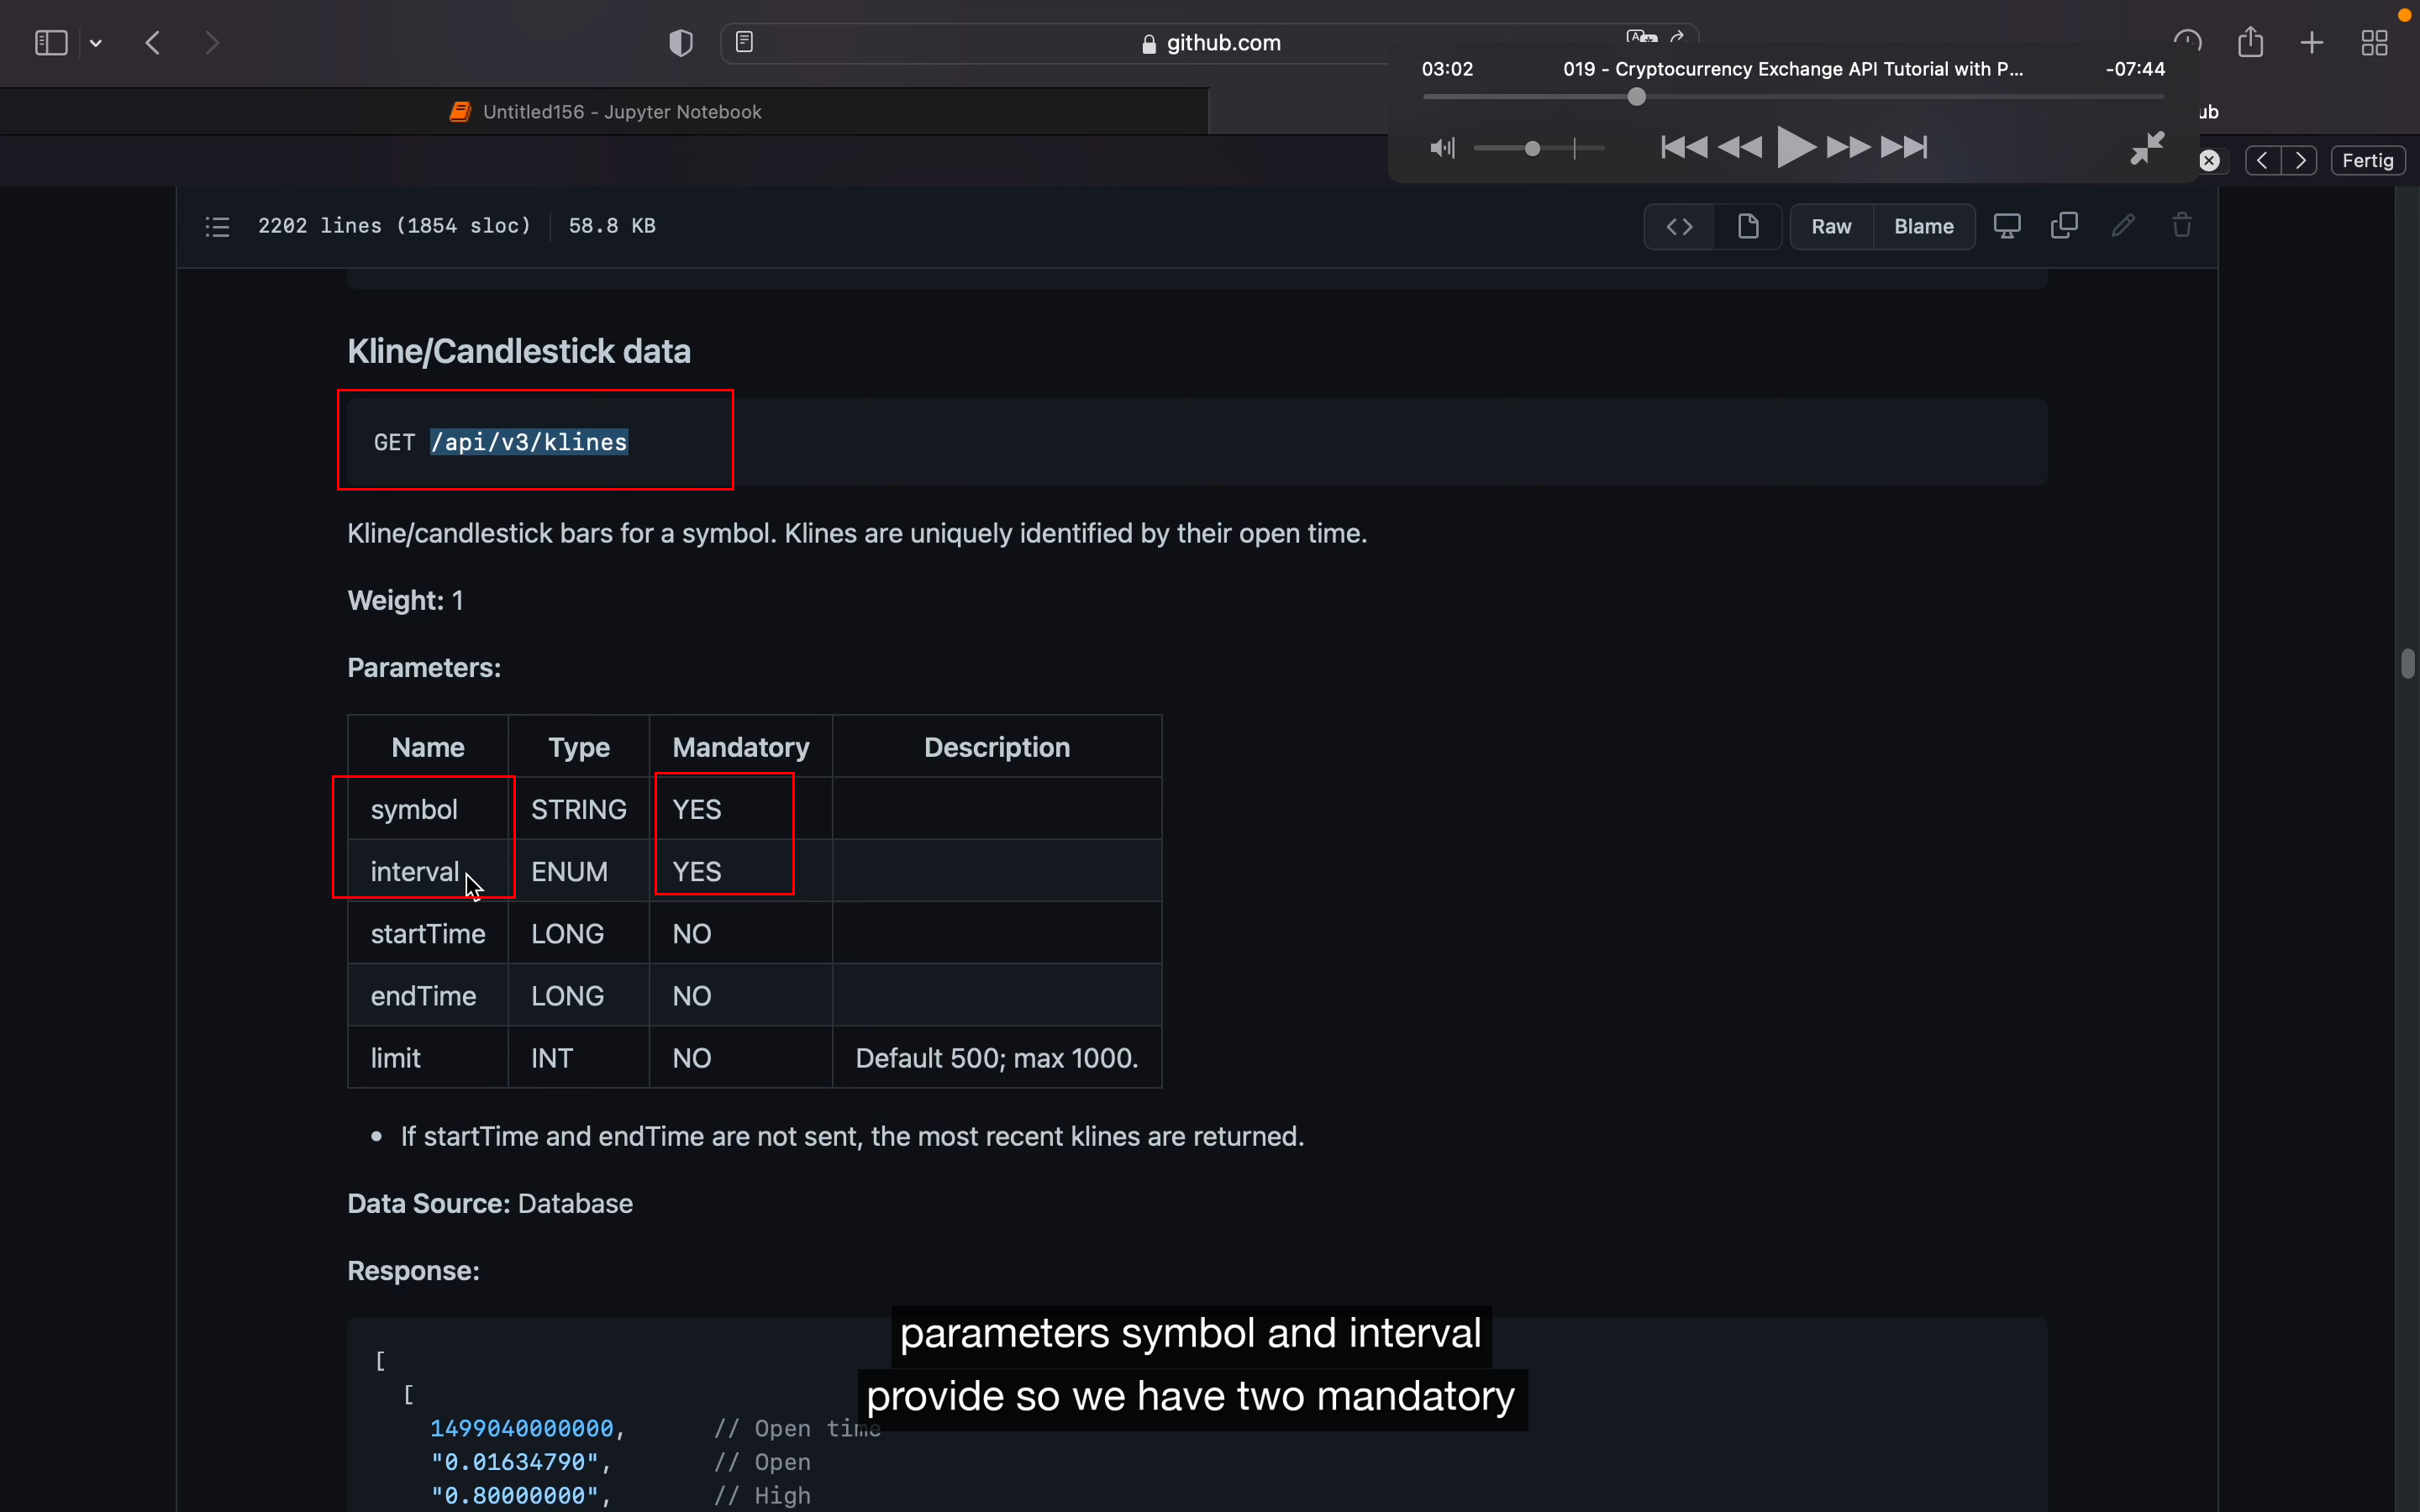 github.com
03:02 019 - Cryptocurrency Exchange API Tutorial with P... -07:44
Untitled156 - Jupyter Notebook
ub
Fertig
2202 lines (1854 sloc) 58.8 KB
Raw Blame
Kline/Candlestick data
GET /api/v3/klines
Kline/candlestick bars for a symbol. Klines are uniquely identified by their open time.
Weight: 1
Parameters:
Name Type Mandatory Description
symbol STRING YES
interval ENUM YES
startTime LONG NO
endTime LONG NO
limit INT NO Default 500; max 1000.
• If startTime and endTime are not sent, the most recent klines are returned.
Data Source: Database
Response:
parameters symbol and interval
provide so we have two mandatory
[
[
1499040000000, // Open time
"0.01634790", // Open
"0.80000000", // High